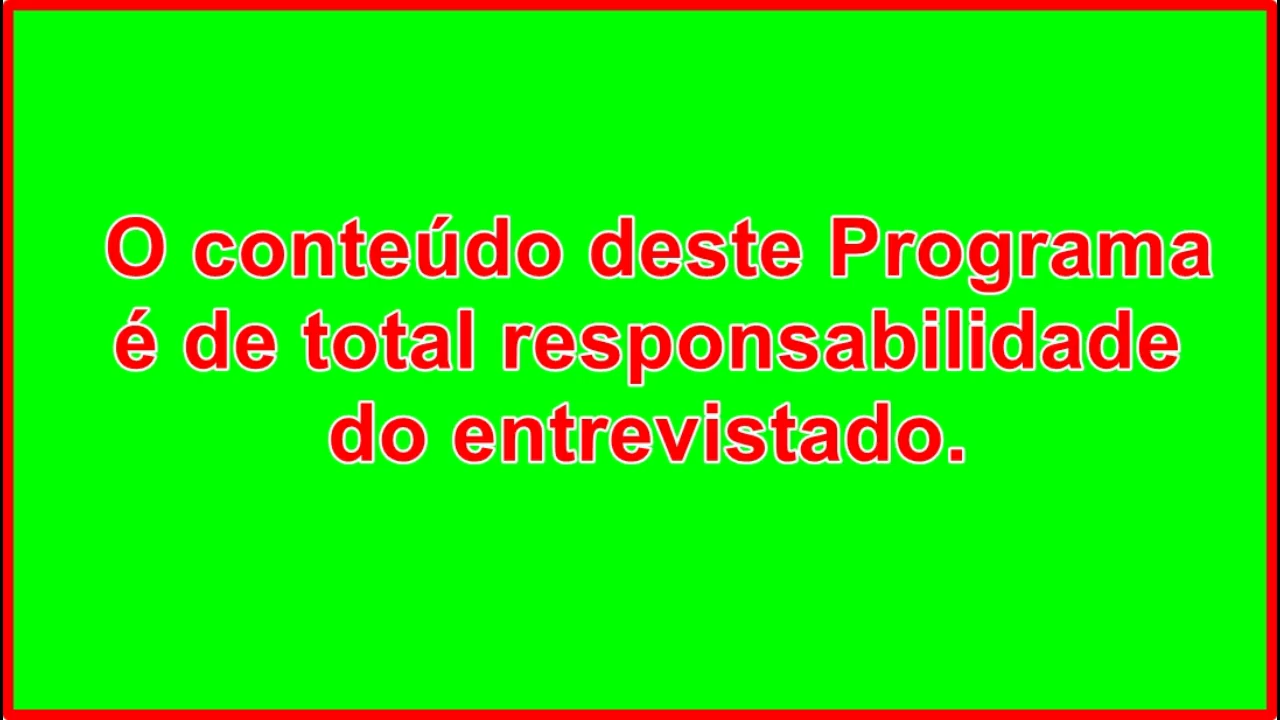 O conteúdo deste Programa
é de total responsabilidade
do entrevistado.